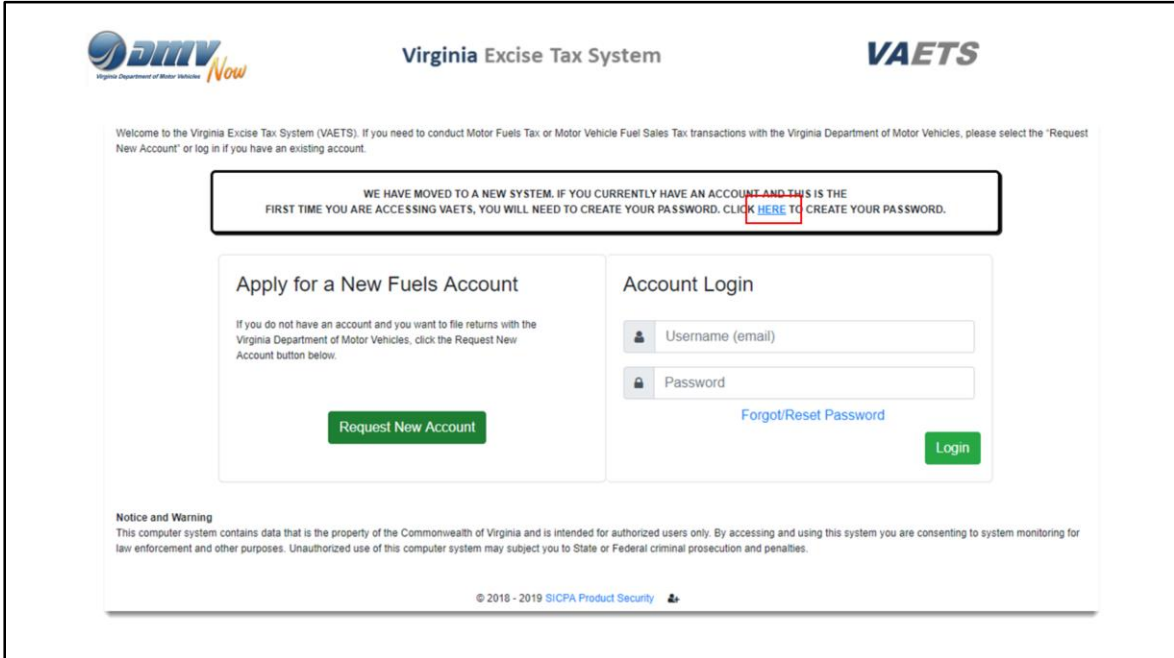 DMV Now
Virginia Department of Motor Vehicles
Virginia Excise Tax System
VAETS
Welcome to the Virginia Excise Tax System (VAETS). If you need to conduct Motor Fuels Tax or Motor Vehicle Fuel Sales Tax transactions with the Virginia Department of Motor Vehicles, please select the "Request
New Account" or log in if you have an existing account.
WE HAVE MOVED TO A NEW SYSTEM. IF YOU CURRENTLY HAVE AN ACCOUNT AND THIS IS THE
FIRST TIME YOU ARE ACCESSING VAETS, YOU WILL NEED TO CREATE YOUR PASSWORD. CLICK HERE TO CREATE YOUR PASSWORD.
Apply for a New Fuels Account
If you do not have an account and you want to file returns with the
Virginia Department of Motor Vehicles, click the Request New
Account button below.
Request New Account
Account Login
Username (email)
Password
Forgot/Reset Password
Login
Notice and Warning
This computer system contains data that is the property of the Commonwealth of Virginia and is intended for authorized users only. By accessing and using this system you are consenting to system monitoring for
law enforcement and other purposes. Unauthorized use of this computer system may subject you to State or Federal criminal prosecution and penalties.
© 2018 - 2019 SICPA Product Security